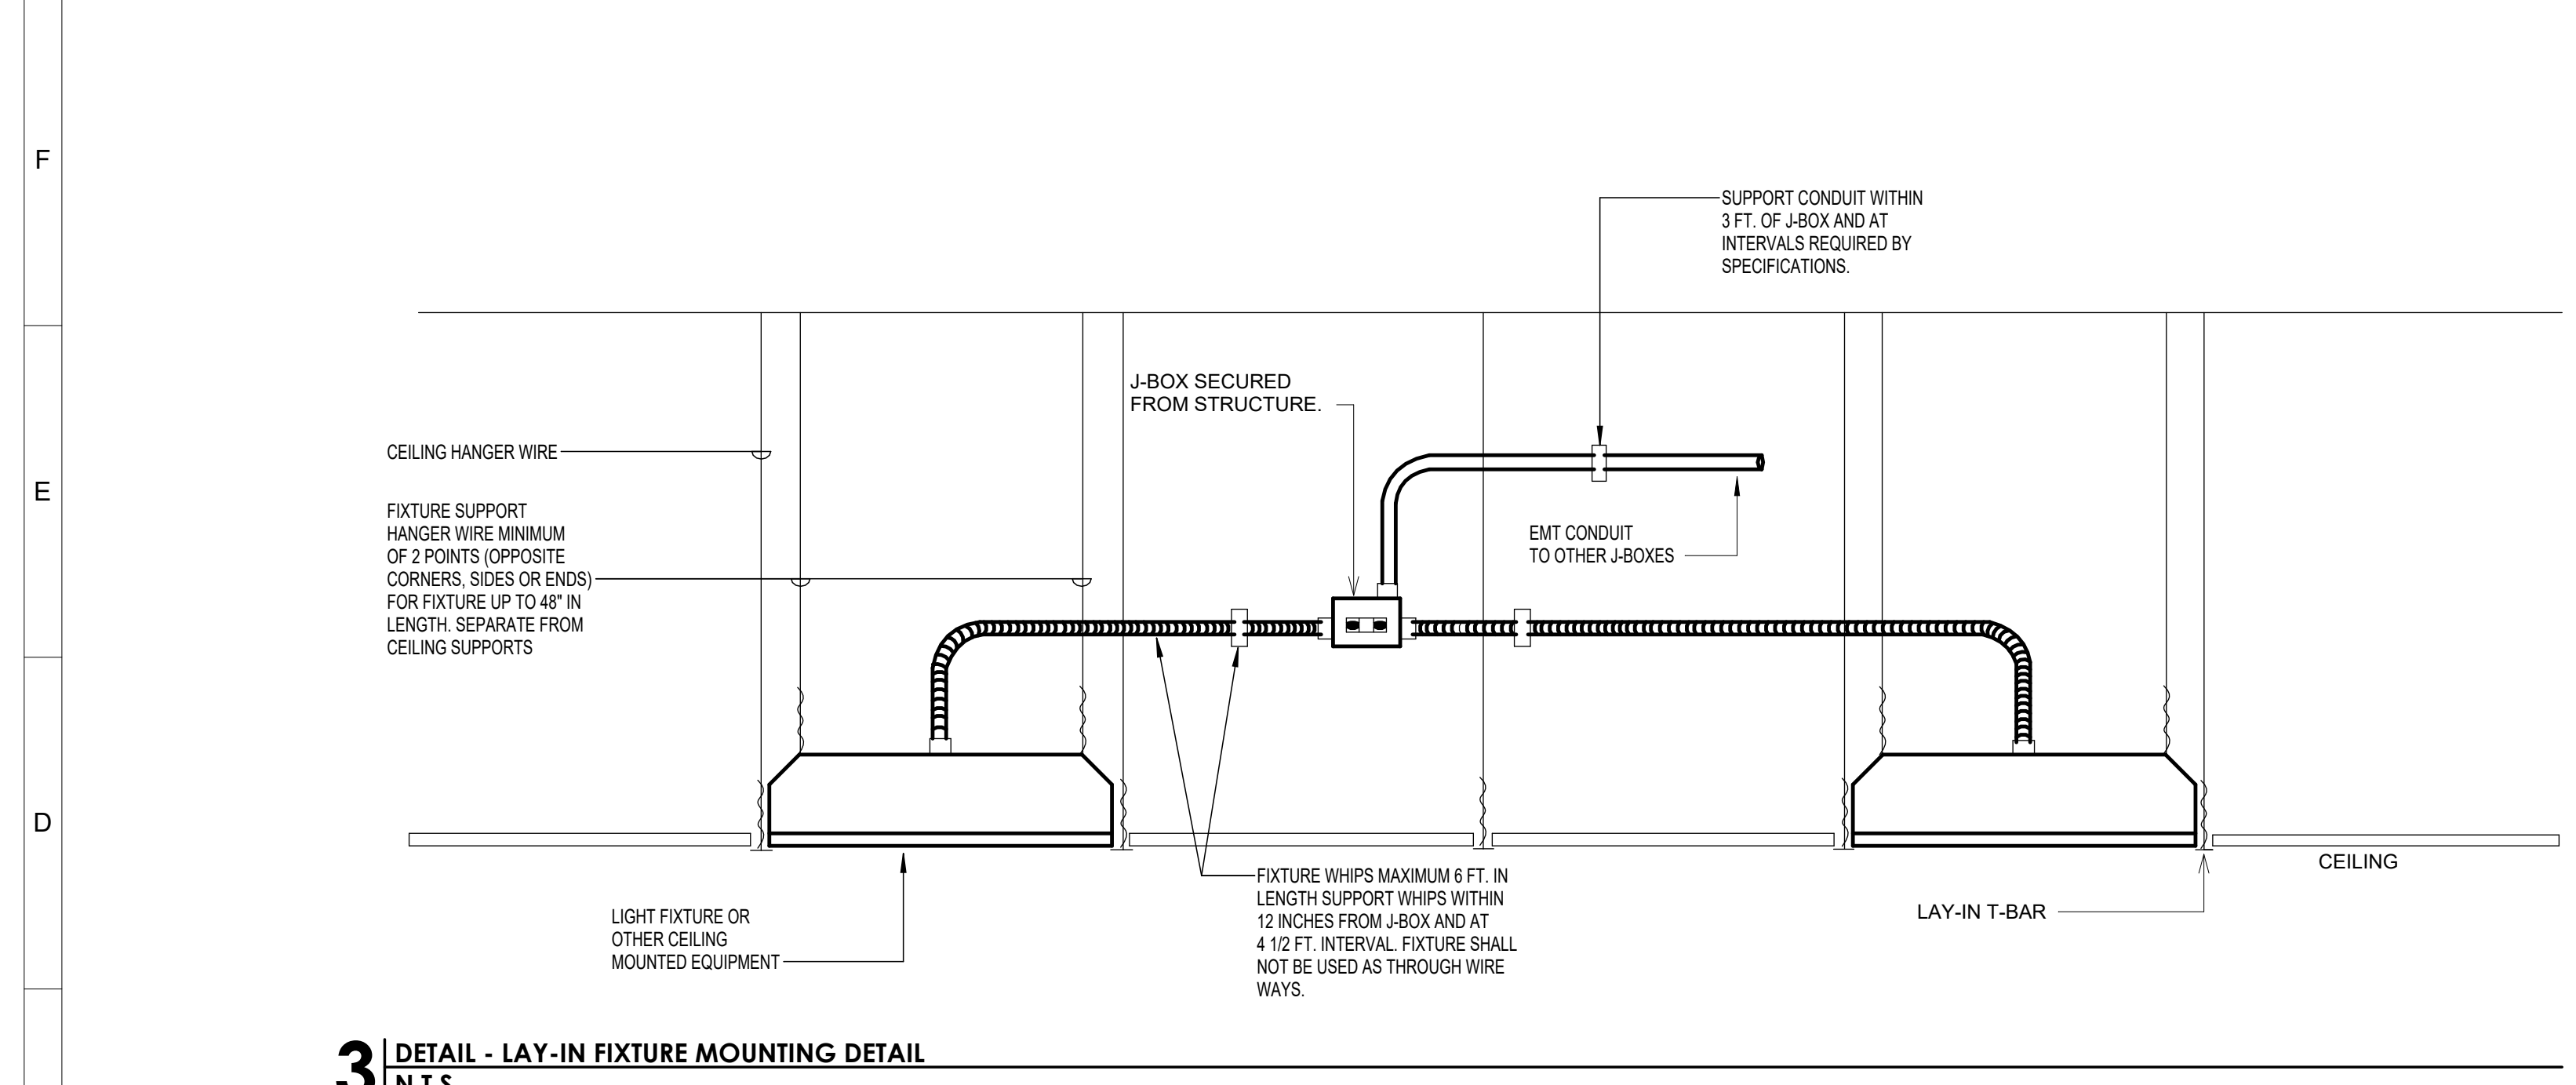 F
SUPPORT CONDUIT WITHIN
3 FT. OF J-BOX AND AT
INTERVALS REQUIRED BY
SPECIFICATIONS.
J-BOX SECURED
FROM STRUCTURE.
CEILING HANGER WIRE
E
FIXTURE SUPPORT
HANGER WIRE MINIMUM
OF 2 POINTS (OPPOSITE
CORNERS, SIDES OR ENDS)
FOR FIXTURE UP TO 48" IN
LENGTH. SEPARATE FROM
CEILING SUPPORTS
EMT CONDUIT
TO OTHER J-BOXES
D
CEILING
FIXTURE WHIPS MAXIMUM 6 FT. IN
LENGTH SUPPORT WHIPS WITHIN
12 INCHES FROM J-BOX AND AT
4 1/2 FT. INTERVAL. FIXTURE SHALL
NOT BE USED AS THROUGH WIRE
WAYS.
LAY-IN T-BAR
LIGHT FIXTURE OR
OTHER CEILING
MOUNTED EQUIPMENT
3
DETAIL - LAY-IN FIXTURE MOUNTING DETAIL
N.T.S.